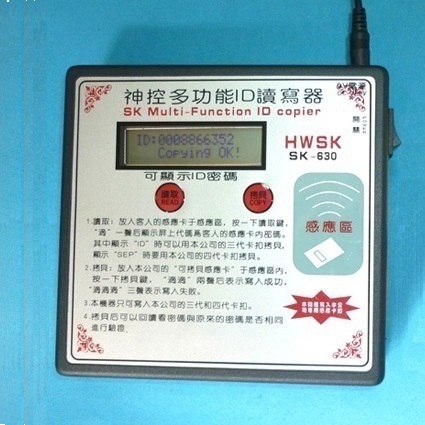 神控多功能ID讀寫器
SK Multi-Function ID copier
ID:0008866352
Copying OK!
HWSK
SK-630
可顯示ID密碼
讀取
READ
拷貝
COPY
感應區
1.讀取：放入客人的感應卡于感應區，按一下讀取鍵，
"滴"一聲后顯示屏上代碼爲客人的感應卡内密碼。
其中顯示"ID"時可以用本公司的三代卡扣拷貝，
顯示"SEP"時要用本公司的四代卡扣拷貝。
2.拷貝：放入本公司的"可拷貝感應卡"于感應區内，
按一下拷貝鍵，"滴滴"兩聲后表示寫入成功，
"滴滴滴"三聲表示寫入失敗。
3.本機器只可寫入本公司的三代和四代卡扣。
4.拷貝后可以回讀看密碼與原來的密碼是否相同
進行驗證.